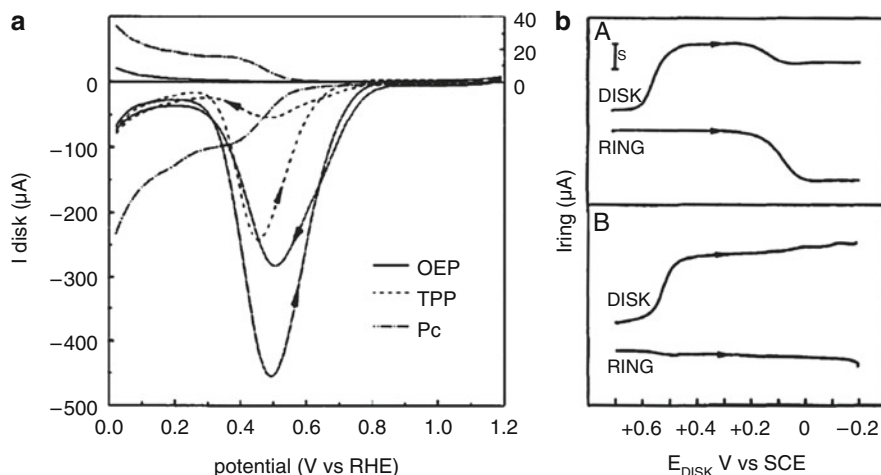 a
40
20
0
0
−100
−200
−300
−400
−500
I disk (μA)
OEP
TPP
Pc
0.0 0.2 0.4 0.6 0.8 1.0 1.2
potential (V vs RHE)
b
Iring (μA)
A
S
DISK
RING
B
DISK
RING
+0.6 +0.4 +0.2 0 −0.2
E_DISK V vs SCE